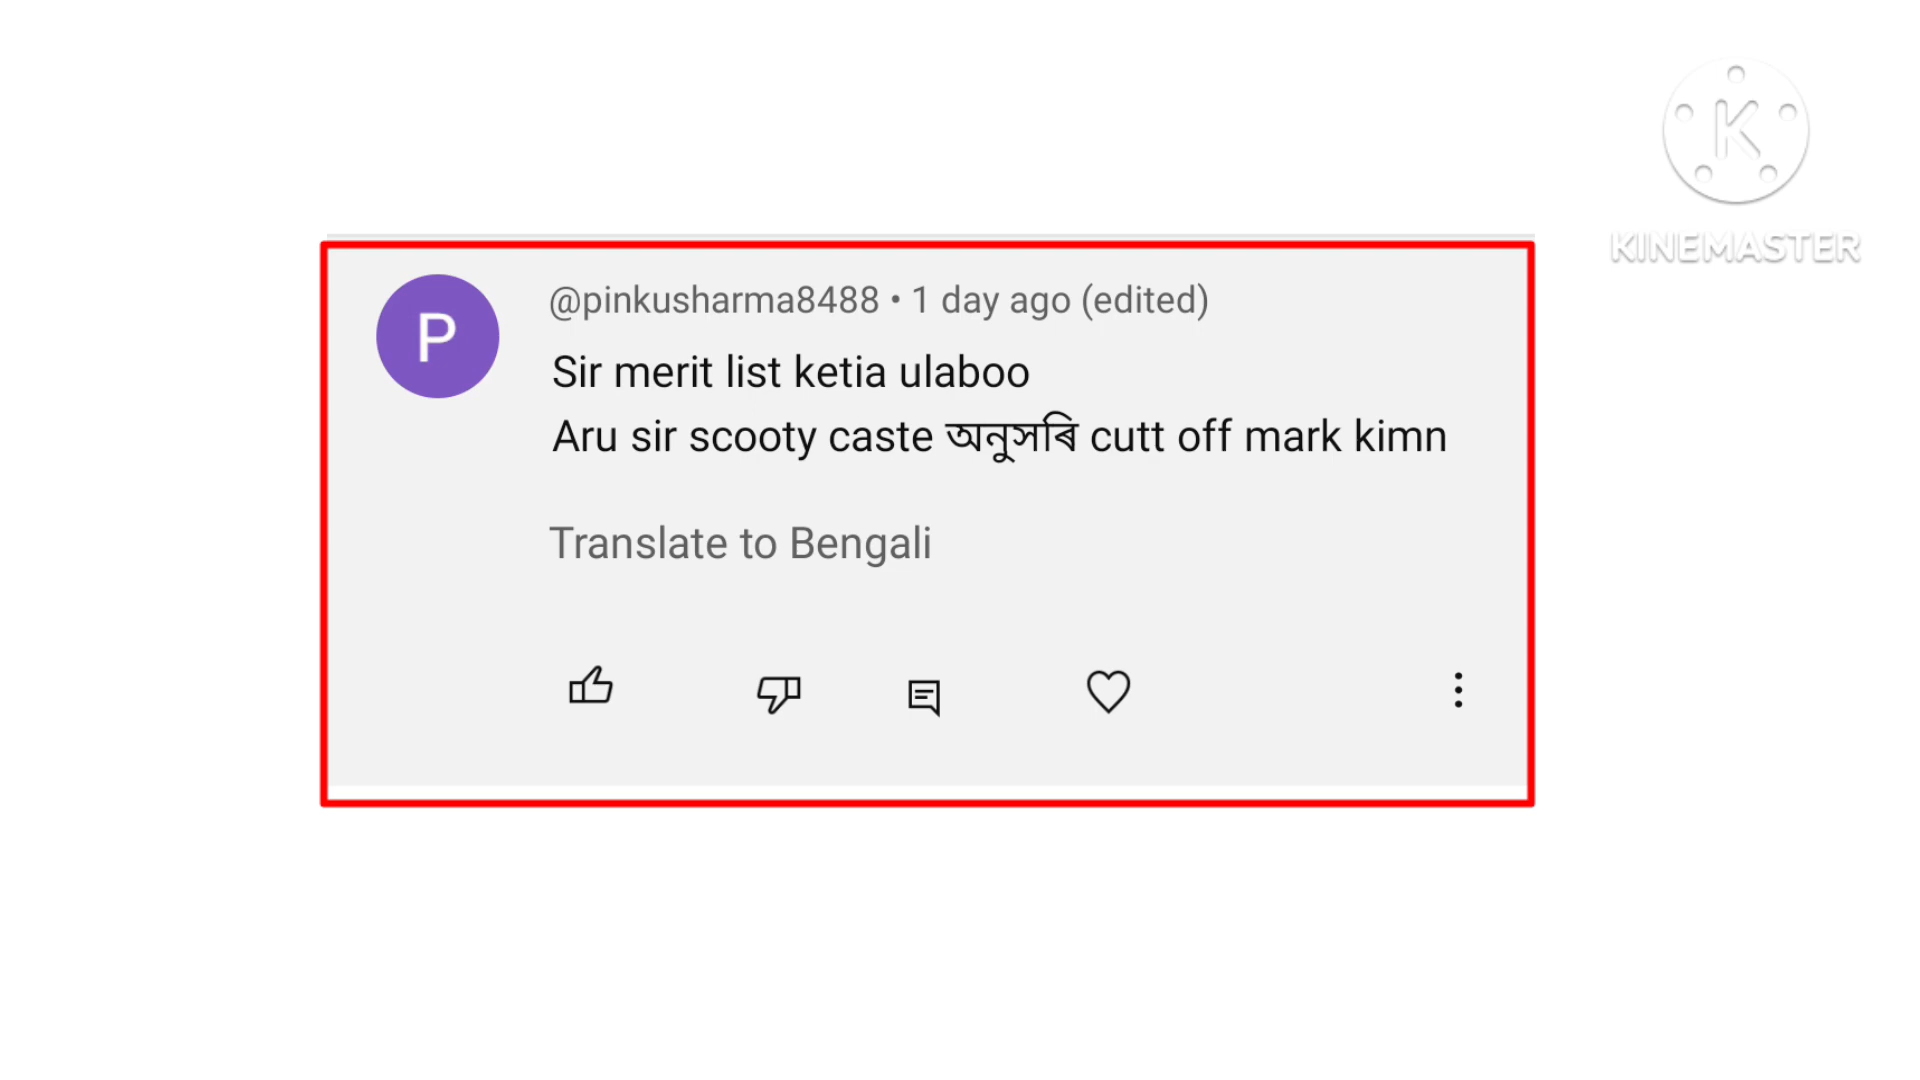 KINEMASTER
@pinkusharma8488 • 1 day ago (edited)
P
Sir merit list ketia ulaboo
Aru sir scooty caste অনুসৰি cutt off mark kimn
Translate to Bengali